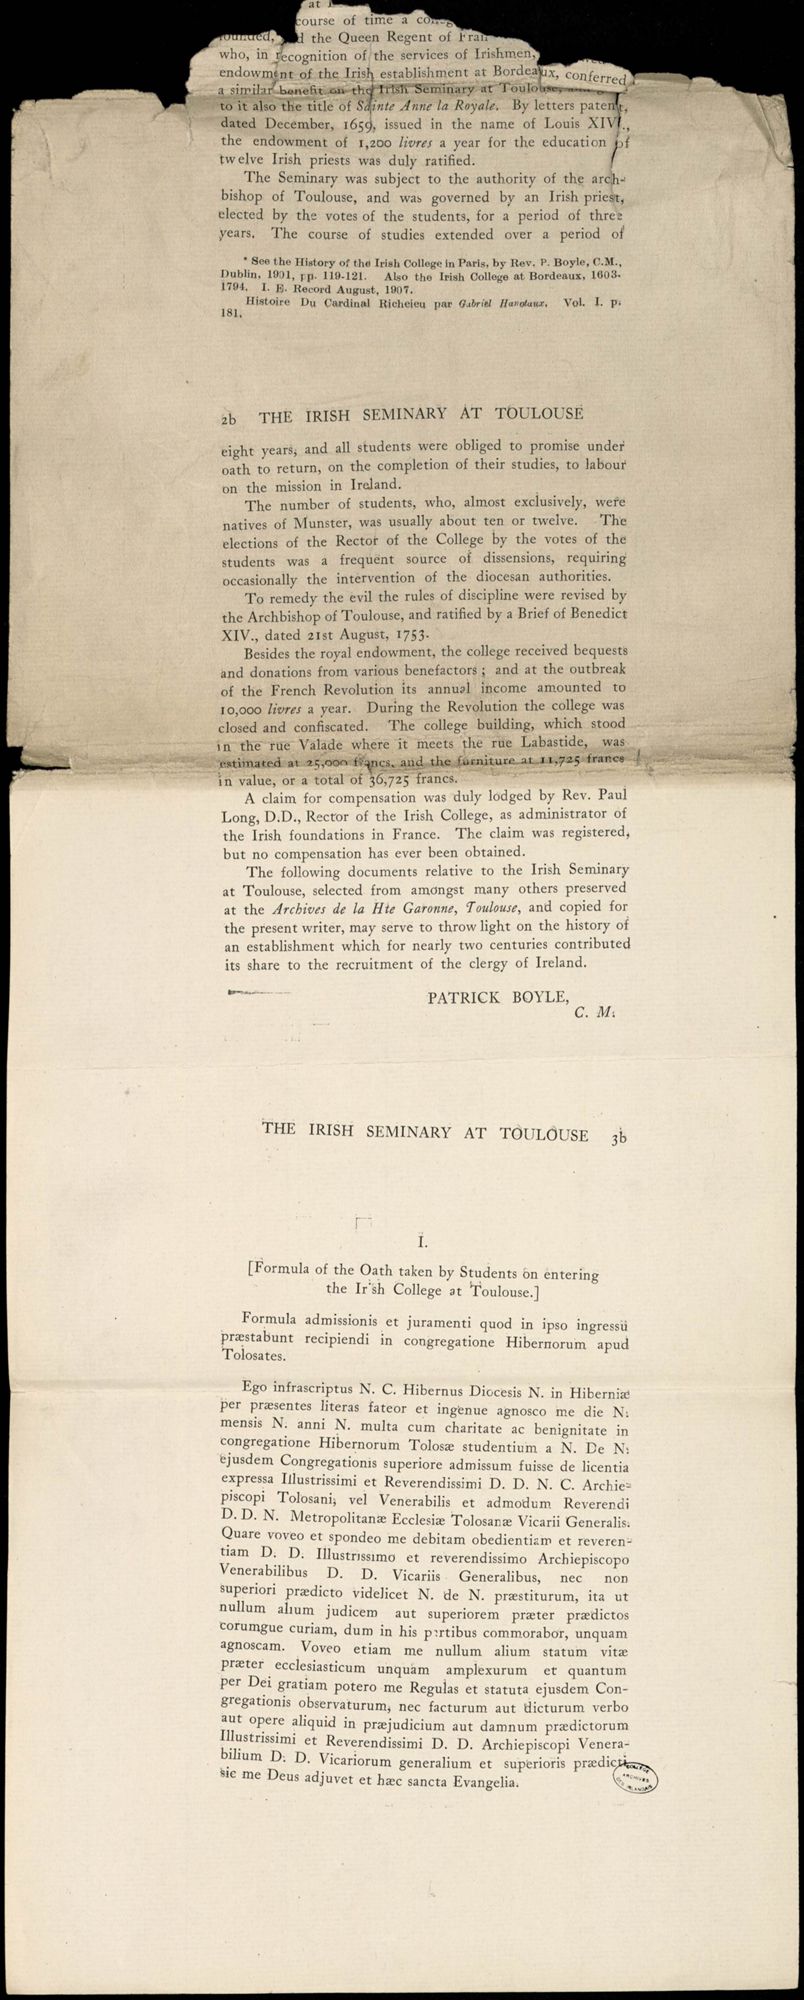 at
course of time a
founded, d the Queen Regent of
who, in recognition of the services of Irishmen,
endowment of the Irish establishment at Bordeaux, conferred
a similar benefit on the Irish Seminary at Toulouse,
to it also the title of Sainte Anne la Royale. By letters patent,
dated December, 1659, issued in the name of Louis XIV.,
the endowment of 1,200 livres a year for the education of
twelve Irish priests was duly ratified.
The Seminary was subject to the authority of the arch-
bishop of Toulouse, and was governed by an Irish priest,
elected by the votes of the students, for a period of three
years. The course of studies extended over a period of
* See the History of the Irish College in Paris, by Rev. P. Boyle, C.M.,
Dublin, 1901, pp. 119-121. Also the Irish College at Bordeaux, 1603-
1794. I. E. Record August, 1907.
Histoire Du Cardinal Richeieu par Gabriel Hanotaux. Vol. I. p.
181.
2b THE IRISH SEMINARY AT TOULOUSE
eight years, and all students were obliged to promise under
oath to return, on the completion of their studies, to labour
on the mission in Ireland.
The number of students, who, almost exclusively, were
natives of Munster, was usually about ten or twelve. The
elections of the Rector of the College by the votes of the
students was a frequent source of dissensions, requiring
occasionally the intervention of the diocesan authorities.
To remedy the evil the rules of discipline were revised by
the Archbishop of Toulouse, and ratified by a Brief of Benedict
XIV., dated 21st August, 1753.
Besides the royal endowment, the college received bequests
and donations from various benefactors ; and at the outbreak
of the French Revolution its annual income amounted to
10,000 livres a year. During the Revolution the college was
closed and confiscated. The college building, which stood
in the rue Valade where it meets the rue Labastide, was
estimated at 25,000 francs, and the furniture at 11,725 francs
in value, or a total of 36,725 francs.
A claim for compensation was duly lodged by Rev. Paul
Long, D.D., Rector of the Irish College, as administrator of
the Irish foundations in France. The claim was registered,
but no compensation has ever been obtained.
The following documents relative to the Irish Seminary
at Toulouse, selected from amongst many others preserved
at the Archives de la Hte Garonne, Toulouse, and copied for
the present writer, may serve to throw light on the history of
an establishment which for nearly two centuries contributed
its share to the recruitment of the clergy of Ireland.
PATRICK BOYLE,
C. M.
THE IRISH SEMINARY AT TOULOUSE 3b
I.
[Formula of the Oath taken by Students on entering
the Irish College at Toulouse.]
Formula admissionis et juramenti quod in ipso ingressu
præstabunt recipiendi in congregatione Hibernorum apud
Tolosates.
Ego infrascriptus N. C. Hibernus Diocesis N. in Hiberniæ
per præsentes literas fateor et ingenue agnosco me die N.
mensis N. anni N. multa cum charitate ac benignitate in
congregatione Hibernorum Tolosæ studentium a N. De N.
ejusdem Congregationis superiore admissum fuisse de licentia
expressa Illustrissimi et Reverendissimi D. D. N. C. Archie-
piscopi Tolosani, vel Venerabilis et admodum Reverendi
D. D. N. Metropolitanæ Ecclesiæ Tolosanæ Vicarii Generalis.
Quare voveo et spondeo me debitam obedientiam et reveren-
tiam D. D. Illustrissimo et reverendissimo Archiepiscopo
Venerabilibus D. D. Vicariis Generalibus, nec non
superiori prædicto videlicet N. de N. præstiturum, ita ut
nullum alium judicem aut superiorem præter prædictos
eorumque curiam, dum in his partibus commorabor, unquam
agnoscam. Voveo etiam me nullum alium statum vitæ
præter ecclesiasticum unquam amplexurum et quantum
per Dei gratiam potero me Regulas et statuta ejusdem Con-
gregationis observaturum, nec facturum aut dicturum verbo
aut opere aliquid in præjudicium aut damnum prædictorum
Illustrissimi et Reverendissimi D. D. Archiepiscopi Venera-
bilium D. D. Vicariorum generalium et superioris prædicti
sic me Deus adjuvet et hæc sancta Evangelia.
COLLÈGE
ARCHIVES
DES IRLANDAIS